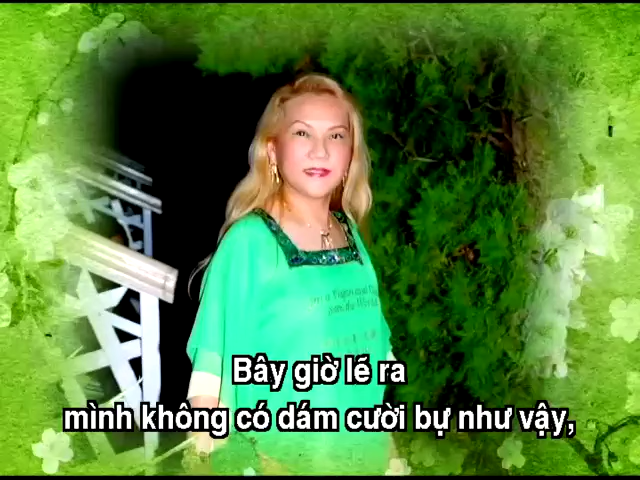 Bây giờ lẽ ra
mình không có dám cười bự như vậy,